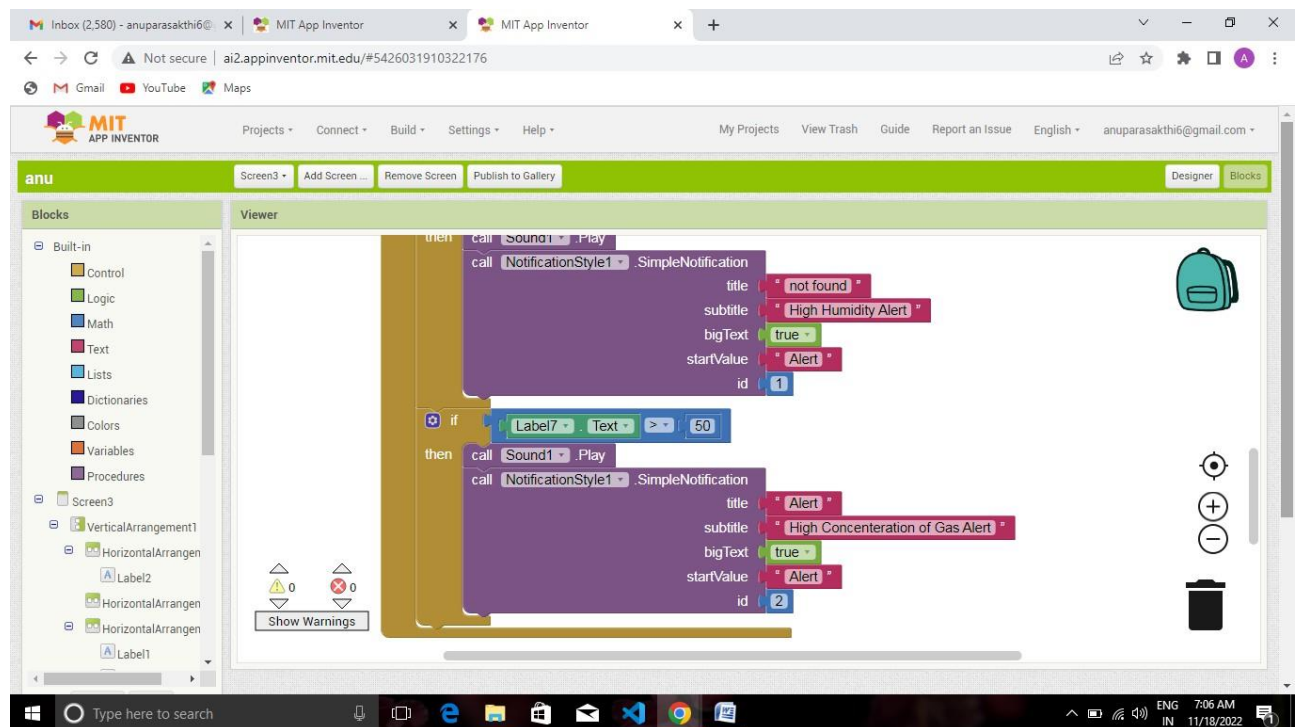 Inbox (2,580) - anuparasakthi6@ MIT App Inventor MIT App Inventor
Not secure ai2.appinventor.mit.edu/#5426031910322176 A
Gmail YouTube Maps
MIT
APP INVENTOR
Projects Connect Build Settings Help My Projects View Trash Guide Report an Issue English anuparasakthi6@gmail.com
anu Screen3 Add Screen ... Remove Screen Publish to Gallery Designer Blocks
Blocks Viewer
Built-in
Control
Logic
Math
Text
Lists
Dictionaries
Colors
Variables
Procedures
Screen3
VerticalArrangement1
HorizontalArrangen
A Label2
HorizontalArrangen
HorizontalArrangen
A Label1
then call Sound1 .Play
call NotificationStyle1 .SimpleNotification
title " not found "
subtitle " High Humidity Alert "
bigText true
startValue " Alert "
id 1
if Label7 . Text > 50
then call Sound1 .Play
call NotificationStyle1 .SimpleNotification
title " Alert "
subtitle " High Concenteration of Gas Alert "
bigText true
startValue " Alert "
id 2
0 0
Show Warnings
Type here to search
ENG 7:06 AM
IN 11/18/2022